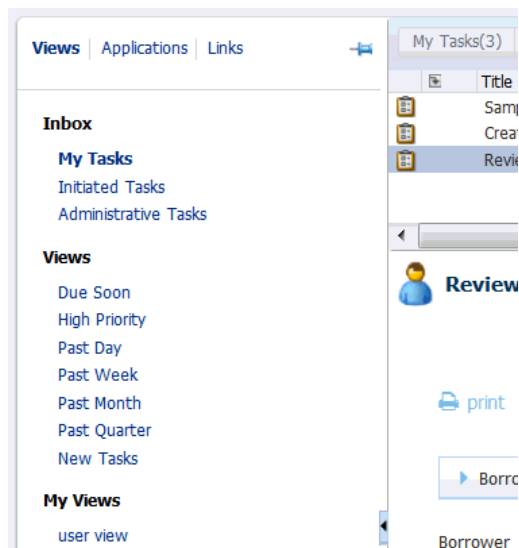 Views Applications Links
Inbox
My Tasks
Initiated Tasks
Administrative Tasks
Views
Due Soon
High Priority
Past Day
Past Week
Past Month
Past Quarter
New Tasks
My Views
user view
My Tasks(3)
Title
Review
print
Borrower